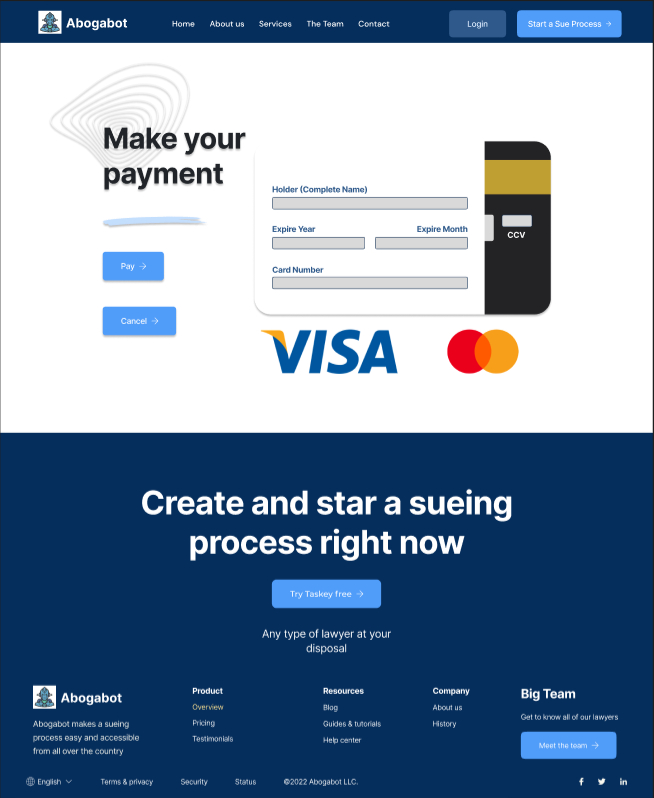 Abogabot
Home About us Services The Team Contact
Login
Start a Sue Process →
Make your
payment
Holder (Complete Name)
Expire Year Expire Month
CCV
Card Number
Pay →
Cancel →
VISA
Create and star a sueing
process right now
Try Taskey free →
Any type of lawyer at your
disposal
Abogabot
Abogabot makes a sueing
process easy and accessible
from all over the country
Product
Overview
Pricing
Testimonials
Resources
Blog
Guides & tutorials
Help center
Company
About us
History
Big Team
Get to know all of our lawyers
Meet the team →
English
Terms & privacy
Security
Status
©2022 Abogabot LLC.